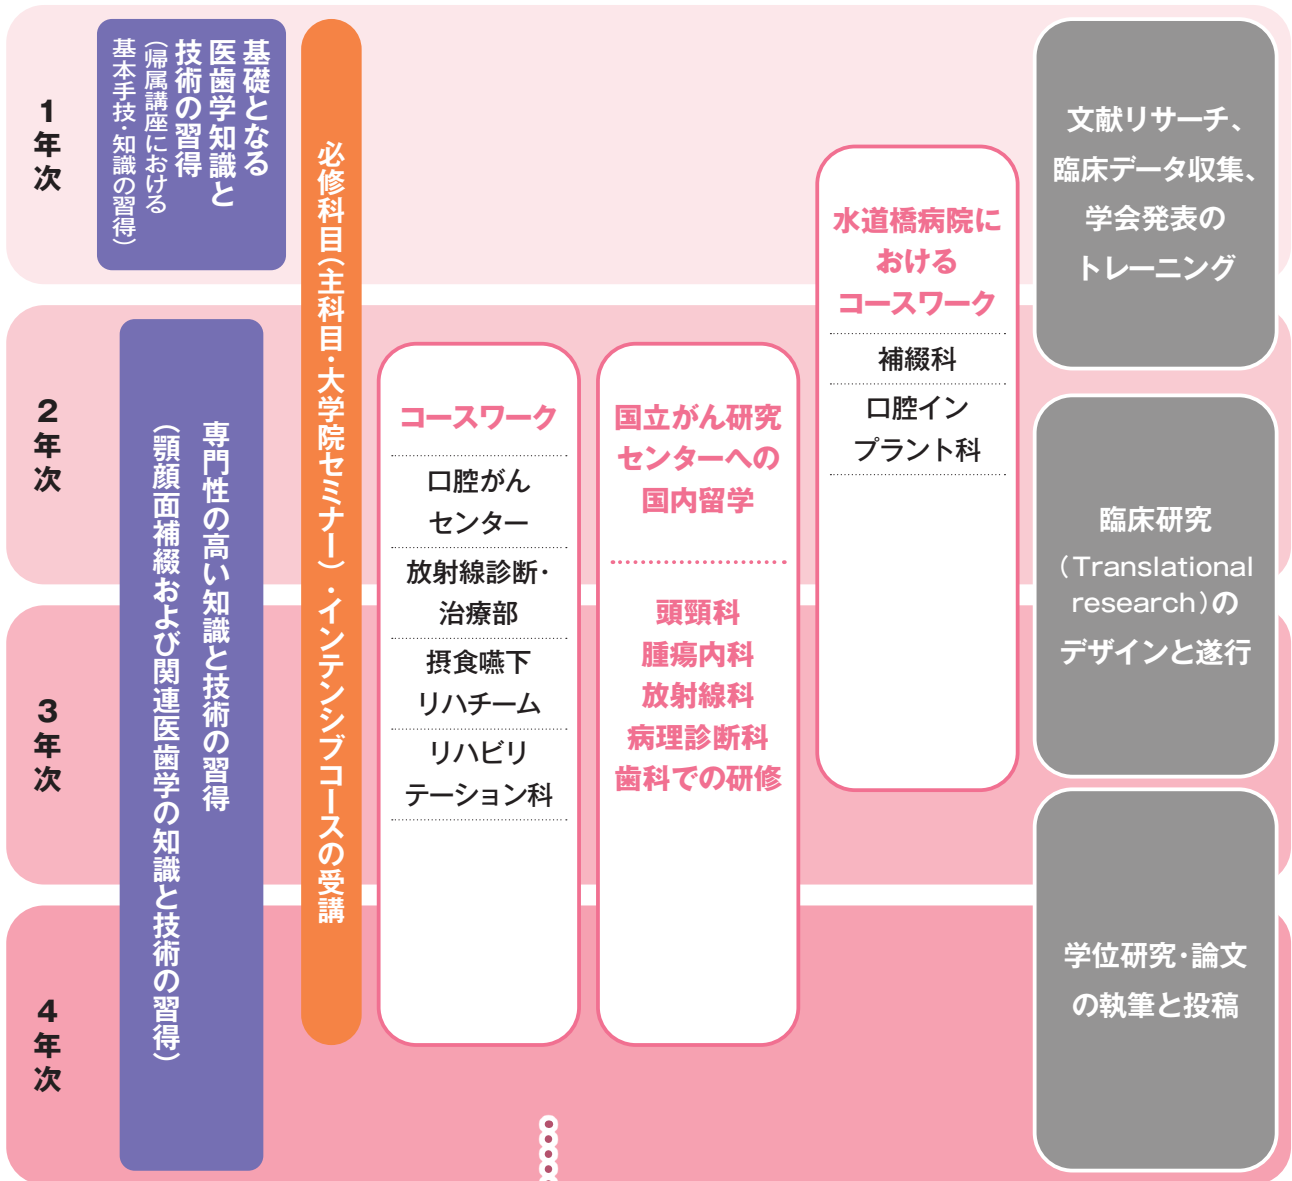 1年次
基礎となる
医歯学知識と
技術の習得
（帰属講座における
基本手技・知識の習得）
2年次
3年次
4年次
専門性の高い知識と技術の習得
（顎顔面補綴および関連医歯学の知識と技術の習得）
必修科目（主科目・大学院セミナー）・インテンシブコースの受講
コースワーク
口腔がん
センター
放射線診断・
治療部
摂食嚥下
リハチーム
リハビリ
テーション科
国立がん研究
センターへの
国内留学
頭頸科
腫瘍内科
放射線科
病理診断科
歯科での研修
水道橋病院に
おける
コースワーク
補綴科
口腔イン
プラント科
文献リサーチ、
臨床データ収集、
学会発表の
トレーニング
臨床研究
（Translational
research）の
デザインと遂行
学位研究・論文
の執筆と投稿